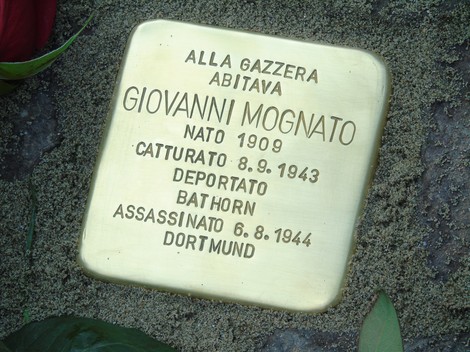 ALLA GAZZERA
ABITAVA
GIOVANNI MOGNATO
NATO 1909
CATTURATO 8.9.1943
DEPORTATO
BATHORN
ASSASSINATO 6.8.1944
DORTMUND